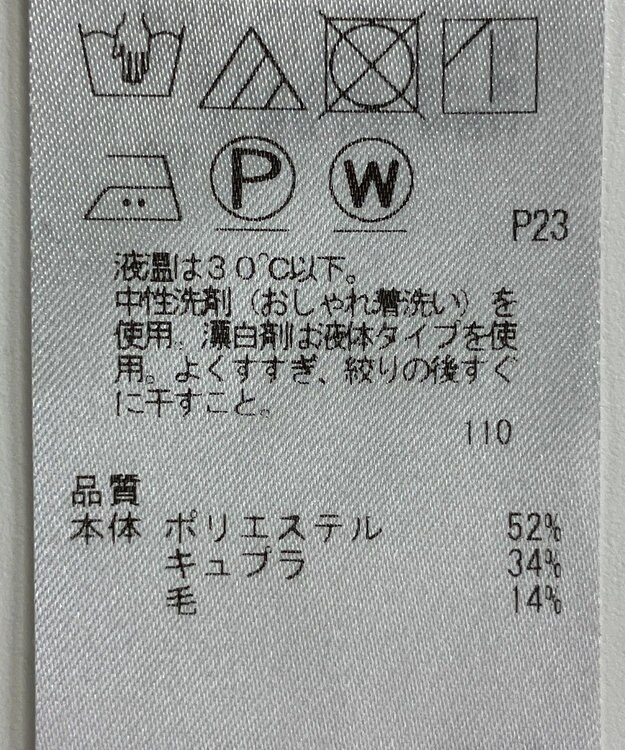 P
W
P23
液温は30℃以下。
中性洗剤（おしゃれ着洗い）を
使用。漂白剤は液体タイプを使
用。よくすすぎ、絞りの後すぐ
に干すこと。
110
品質
本体 ポリエステル 52%
キュプラ 34%
毛 14%